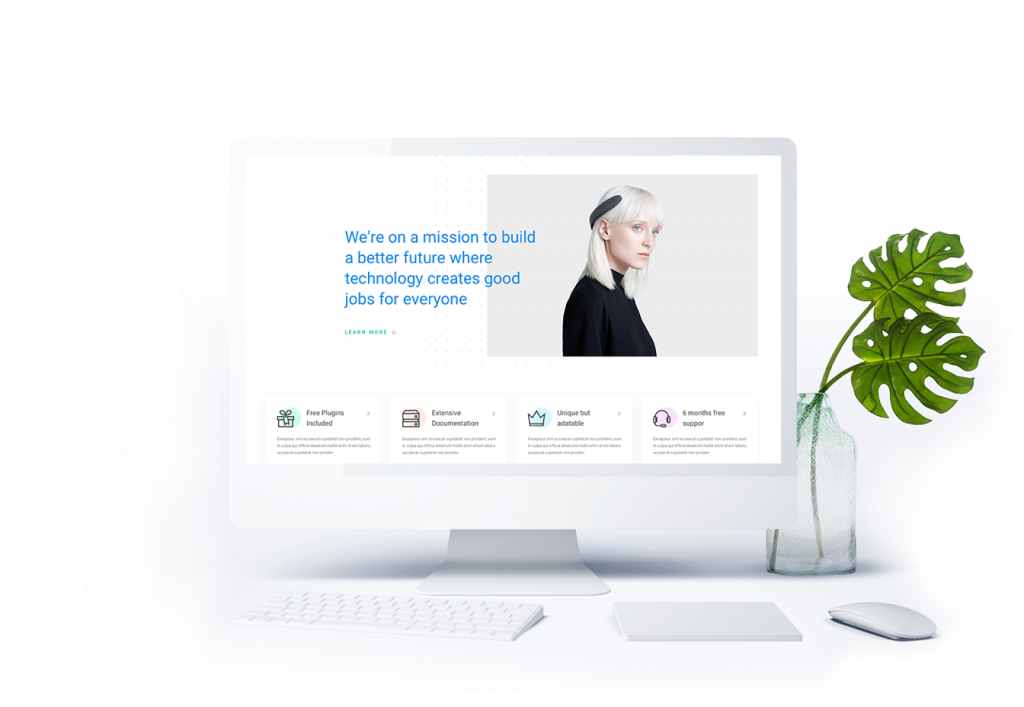 We're on a mission to build
a better future where
technology creates good
jobs for everyone
LEARN MORE
Free Plugins
Included
Excepteur sint occaecat cupidatat non proident, sunt
in culpa qui officia deserunt mollit anim id est laboru
occaecat cupidatat non proiden.
Extensive
Documentation
Excepteur sint occaecat cupidatat non proident, sunt
in culpa qui officia deserunt mollit anim id est laboru
occaecat cupidatat non proiden.
Unique but
adatable
Excepteur sint occaecat cupidatat non proident, sunt
in culpa qui officia deserunt mollit anim id est laboru
occaecat cupidatat non proiden.
6 months free
suppor
Excepteur sint occaecat cupidatat non proident, sunt
in culpa qui officia deserunt mollit anim id est laboru
occaecat cupidatat non proiden.